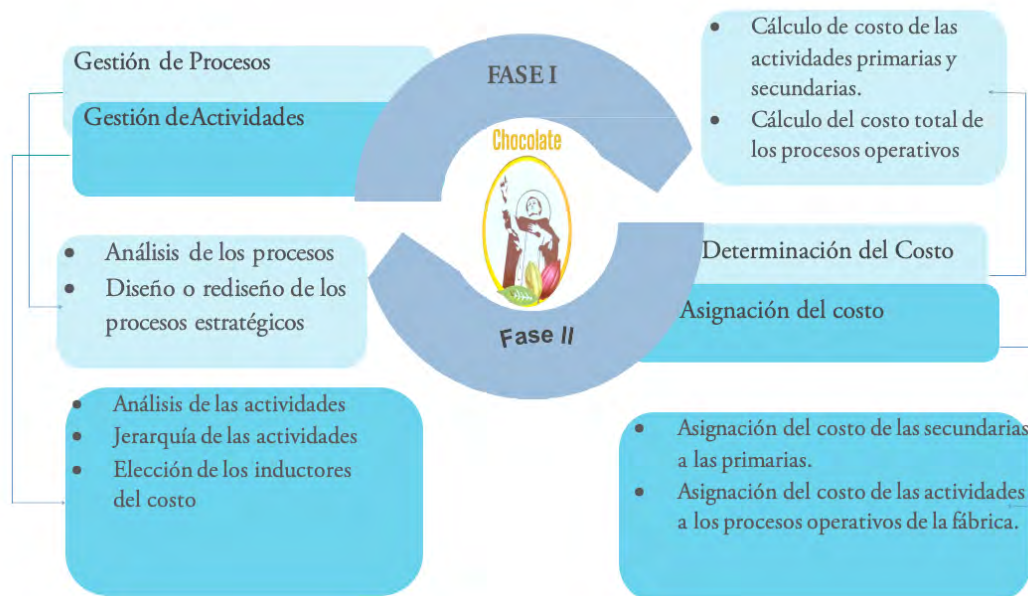 Gestión de Procesos
Gestión de Actividades
FASE I
Chocolate
Fase II
• Cálculo de costo de las
actividades primarias y
secundarias.
• Cálculo del costo total de
los procesos operativos
• Análisis de los procesos
• Diseño o rediseño de los
procesos estratégicos
Determinación del Costo
Asignación del costo
• Análisis de las actividades
• Jerarquía de las actividades
• Elección de los inductores
del costo
• Asignación del costo de las secundarias
a las primarias.
• Asignación del costo de las actividades
a los procesos operativos de la fábrica.